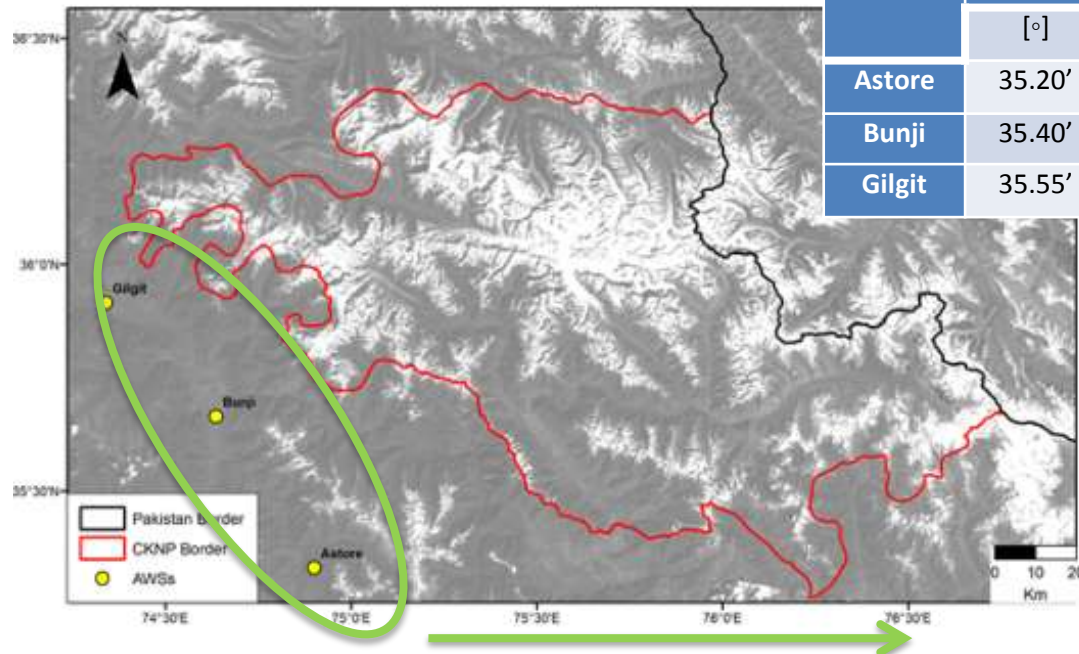 [◦]
Astore 35.20’
Bunji 35.40’
Gilgit 35.55’
36°30'N
N
36°0'N
Gilgit
Bunji
35°30'N
Pakistan Border
CKNP Border
AWSs
Astore
0 10 20
Km
74°30'E 75°0'E 75°30'E 76°0'E 76°30'E